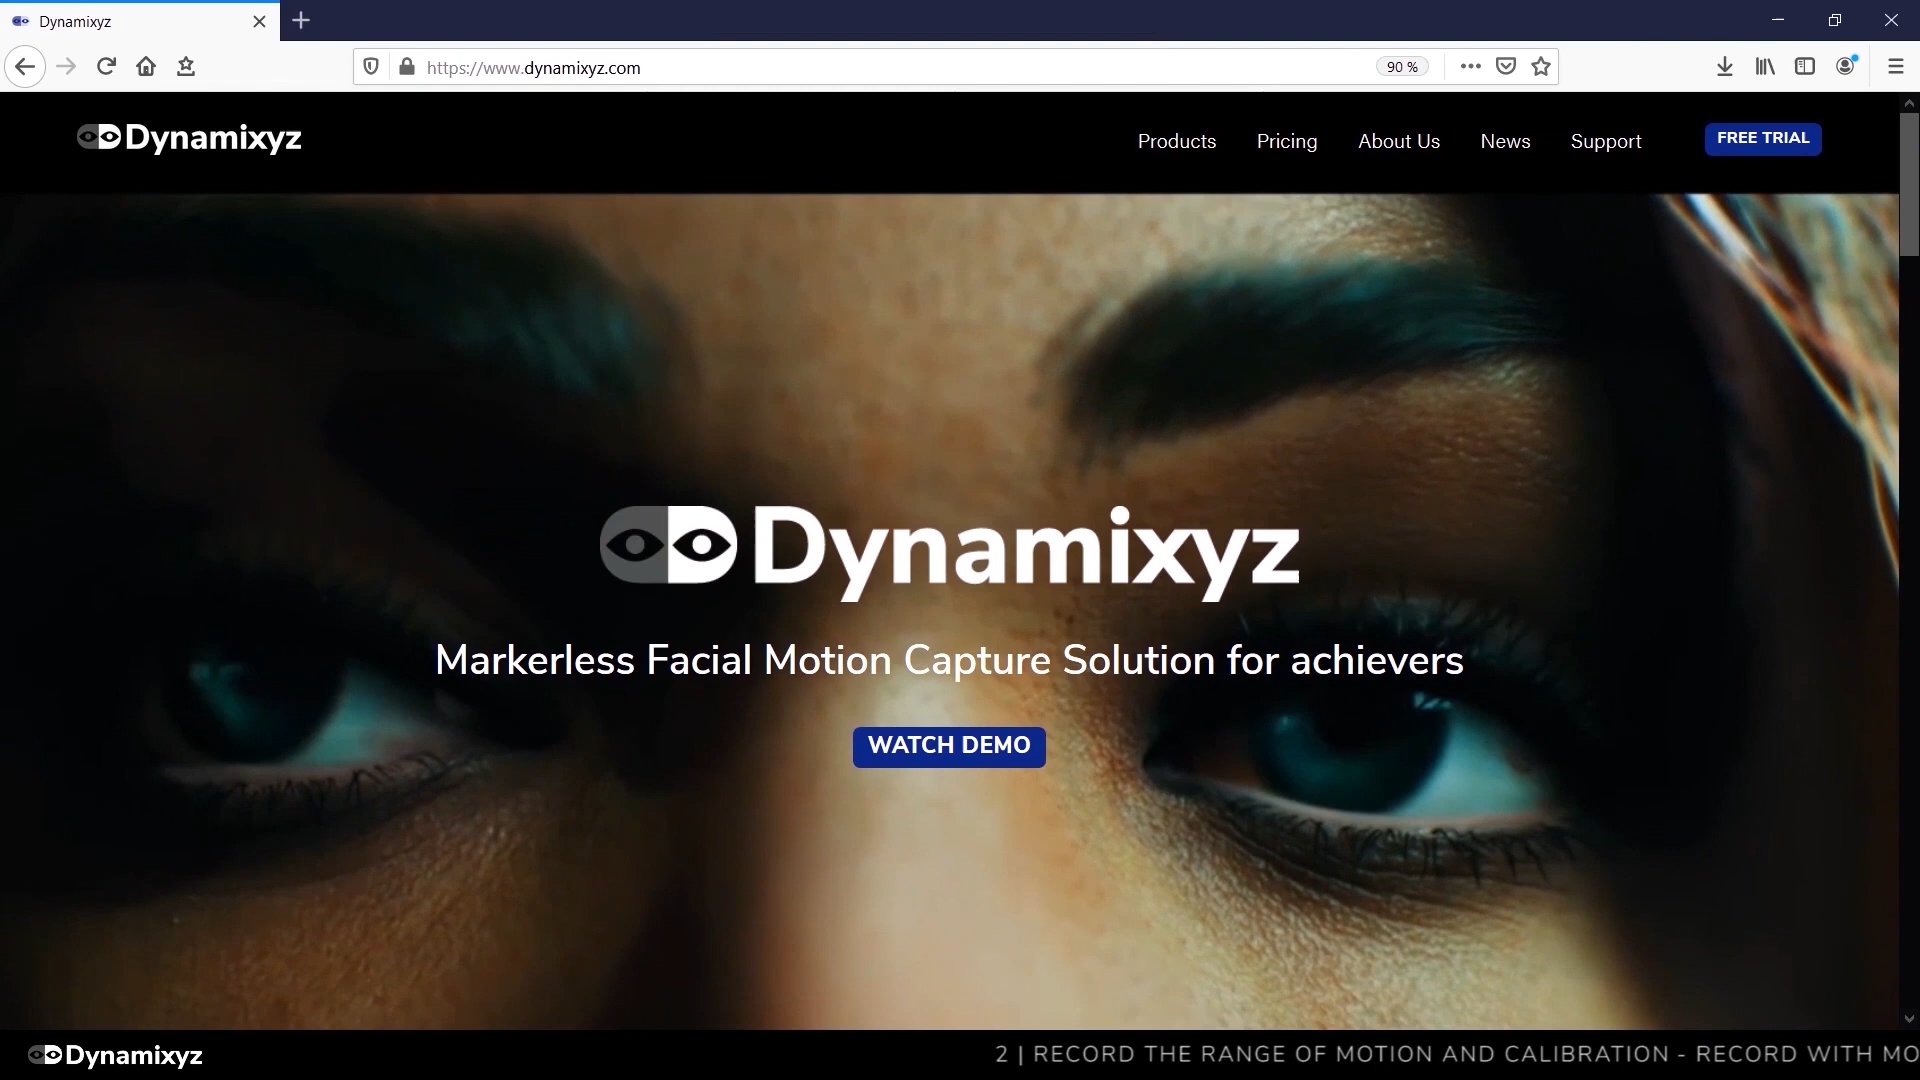 Dynamixyz
https://www.dynamixyz.com
90 %
Dynamixyz
Products
Pricing
About Us
News
Support
FREE TRIAL
Dynamixyz
Markerless Facial Motion Capture Solution for achievers
WATCH DEMO
Dynamixyz
2 | RECORD THE RANGE OF MOTION AND CALIBRATION - RECORD WITH MO